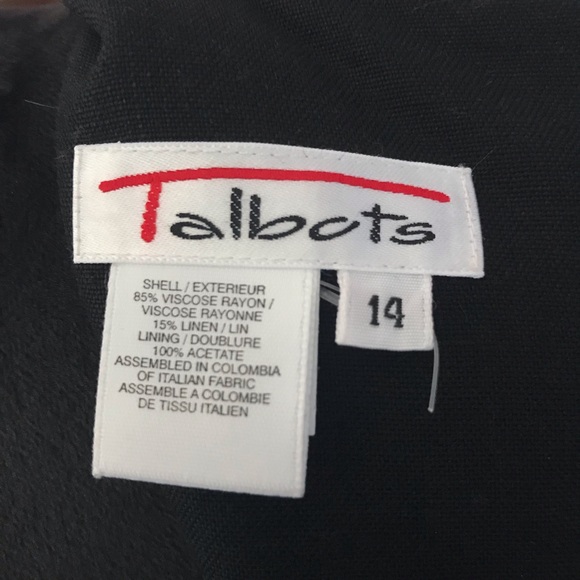 Talbots
14
SHELL / EXTERIEUR
85% VISCOSE RAYON /
VISCOSE RAYONNE
15% LINEN / LIN
LINING / DOUBLURE
100% ACETATE
ASSEMBLED IN COLOMBIA
OF ITALIAN FABRIC
ASSEMBLE A COLOMBIE
DE TISSU ITALIEN